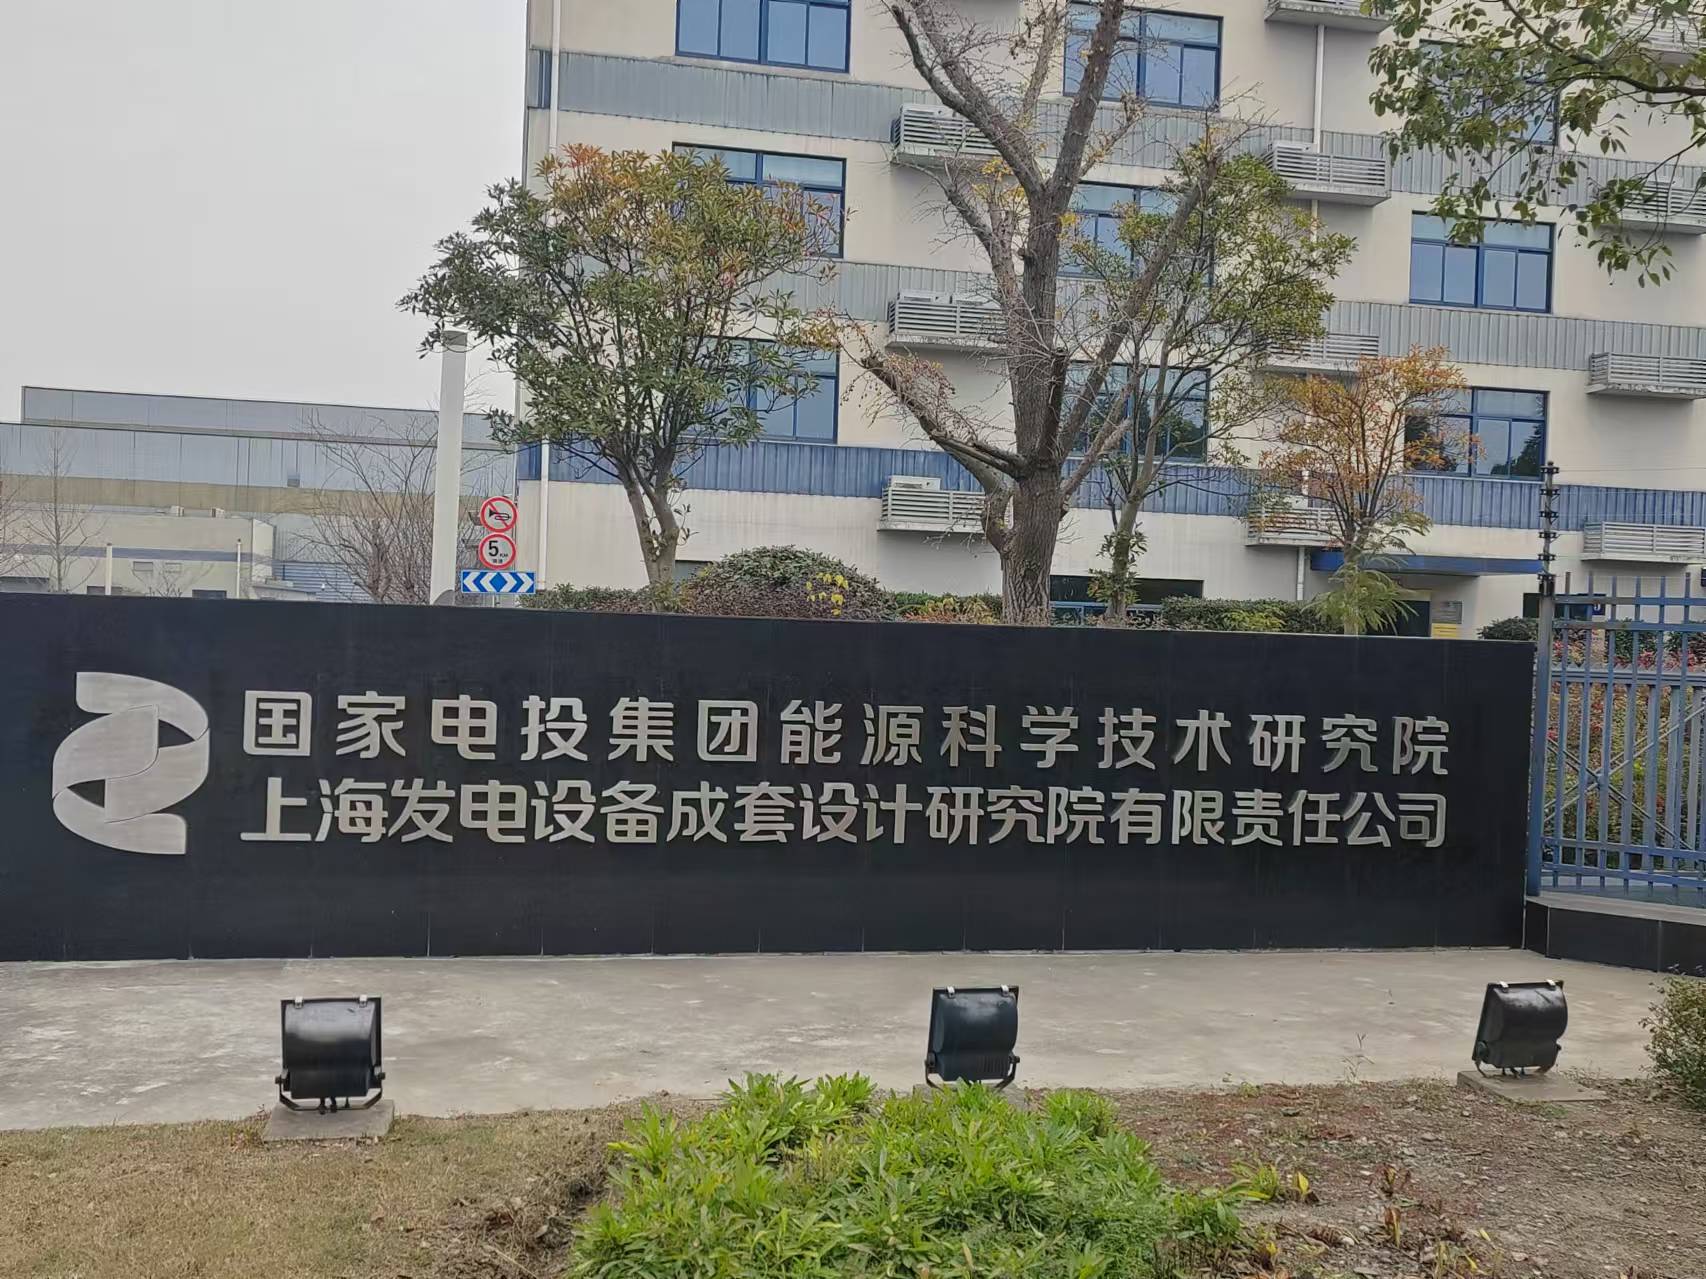 国家电投集团能源科学技术研究院
上海发电设备成套设计研究院有限责任公司
5